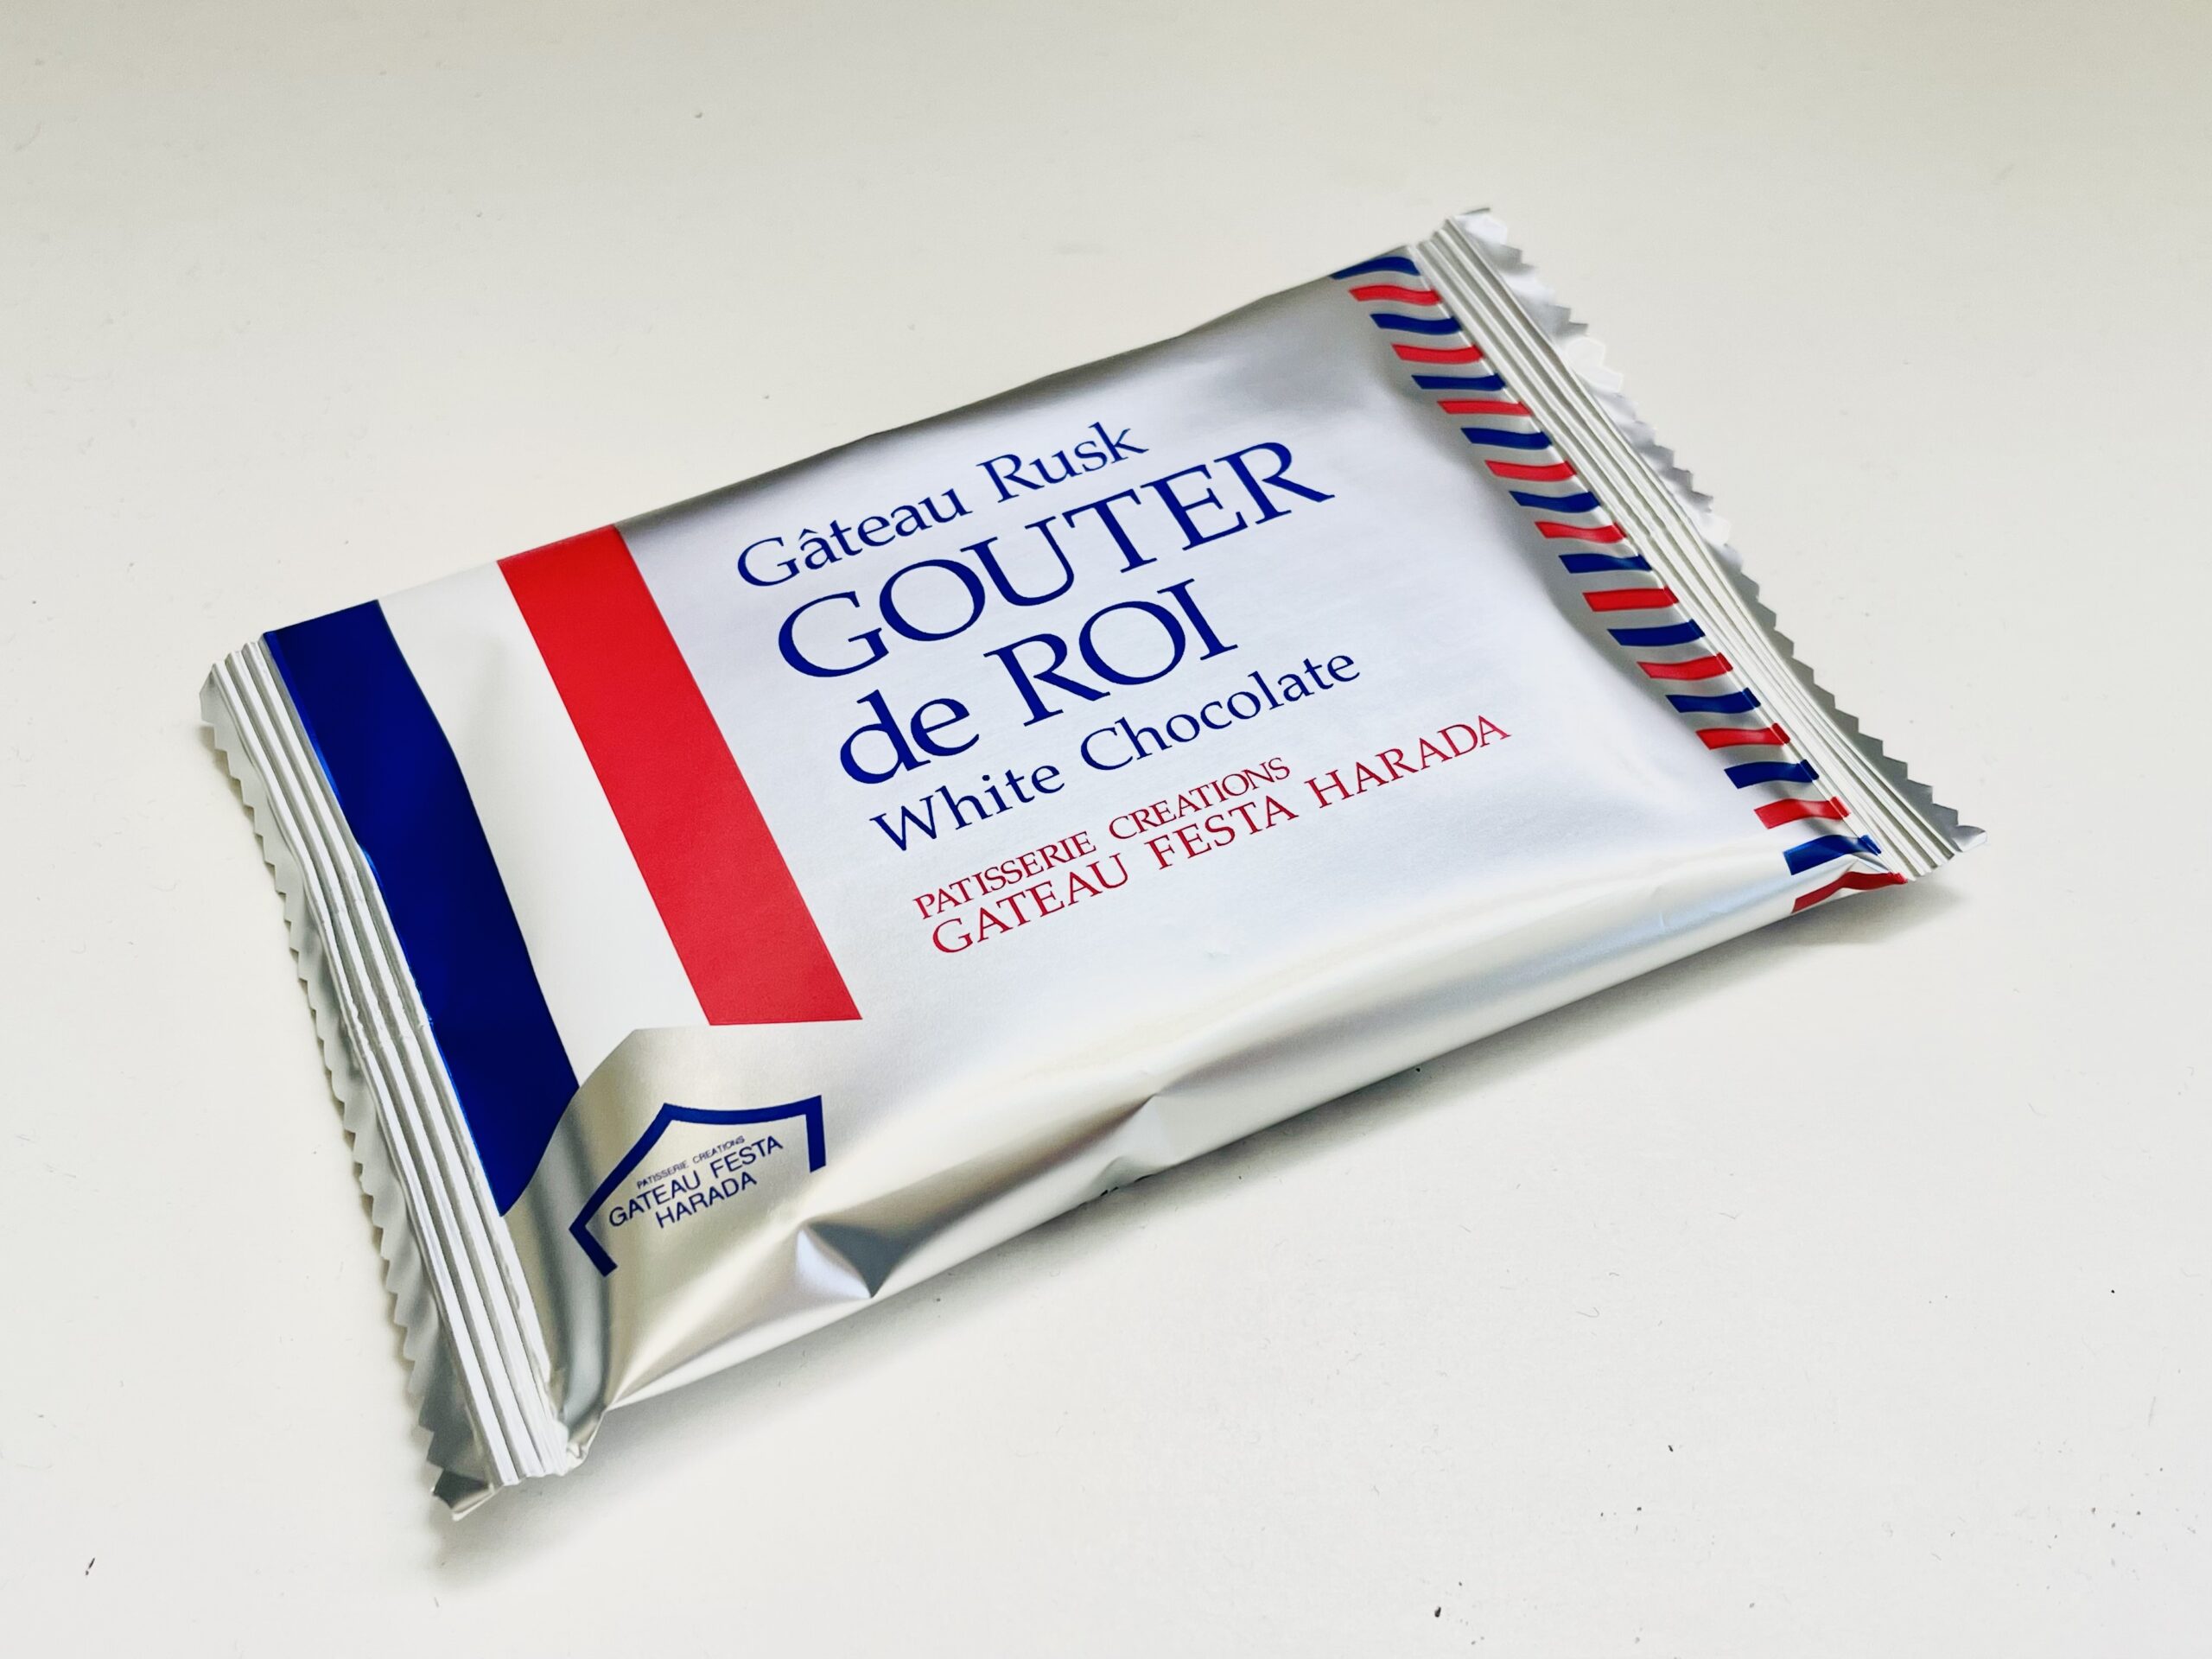 Gâteau Rusk
GOUTER
de ROI
White Chocolate
PATISSERIE CREATIONS
GATEAU FESTA HARADA
PATISSERIE CREATIONS
GATEAU FESTA
HARADA